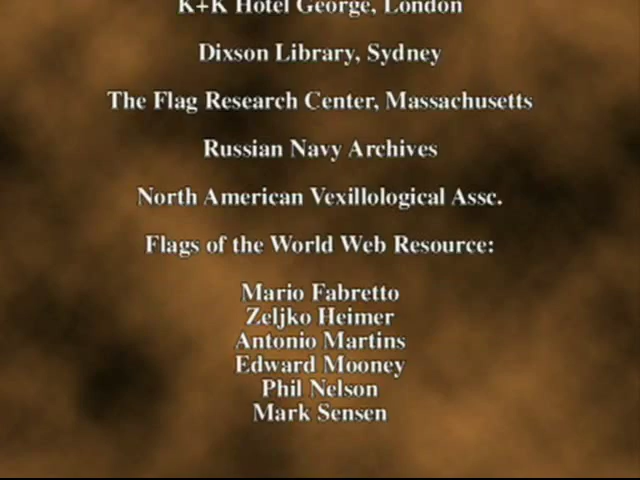 K+K Hotel George, London
Dixson Library, Sydney
The Flag Research Center, Massachusetts
Russian Navy Archives
North American Vexillological Assc.
Flags of the World Web Resource:
Mario Fabretto
Zeljko Heimer
Antonio Martins
Edward Mooney
Phil Nelson
Mark Sensen